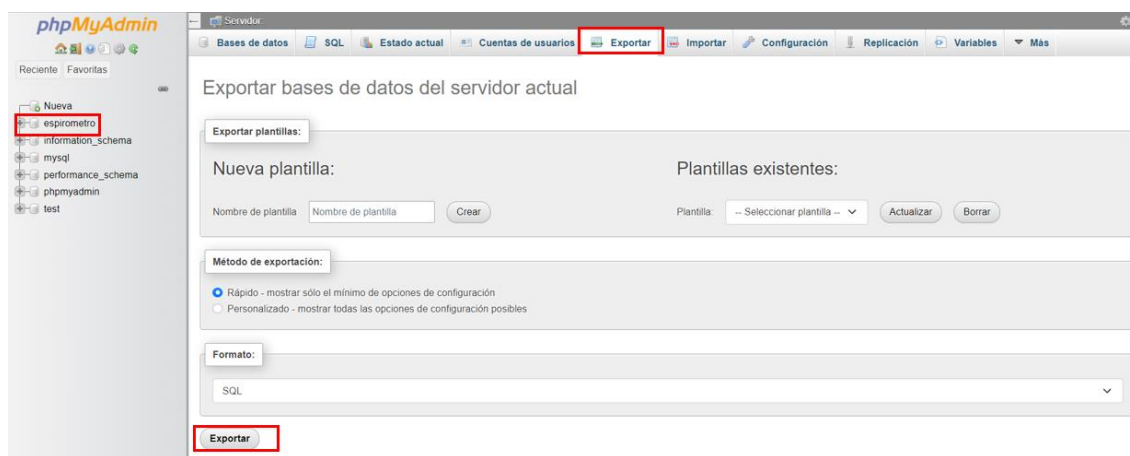 phpMyAdmin
Reciente Favoritas
Nueva
espirometro
information_schema
mysql
performance_schema
phpmyadmin
test
Servidor:
Bases de datos SQL Estado actual Cuentas de usuarios Exportar Importar Configuración Replicación Variables Más
Exportar bases de datos del servidor actual
Exportar plantillas:
Nueva plantilla:
Nombre de plantilla Nombre de plantilla Crear
Plantillas existentes:
Plantilla: -- Seleccionar plantilla -- Actualizar Borrar
Método de exportación:
Rápido - mostrar sólo el mínimo de opciones de configuración
Personalizado - mostrar todas las opciones de configuración posibles
Formato:
SQL
Exportar